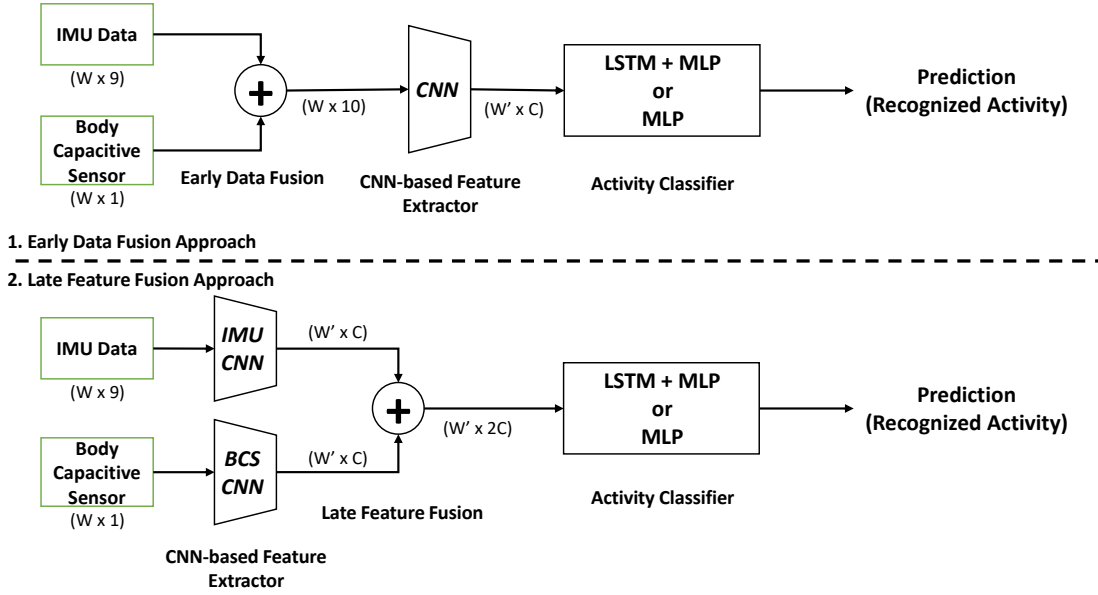 IMU Data
(W x 9)
Body
Capacitive
Sensor
(W x 1)
+
Early Data Fusion
(W x 10)
CNN
CNN-based Feature
Extractor
(W' x C)
LSTM + MLP
or
MLP
Activity Classifier
Prediction
(Recognized Activity)
1. Early Data Fusion Approach
2. Late Feature Fusion Approach
IMU Data
(W x 9)
Body
Capacitive
Sensor
(W x 1)
IMU
CNN
BCS
CNN
CNN-based Feature
Extractor
(W' x C)
(W' x C)
+
Late Feature Fusion
(W' x 2C)
LSTM + MLP
or
MLP
Activity Classifier
Prediction
(Recognized Activity)